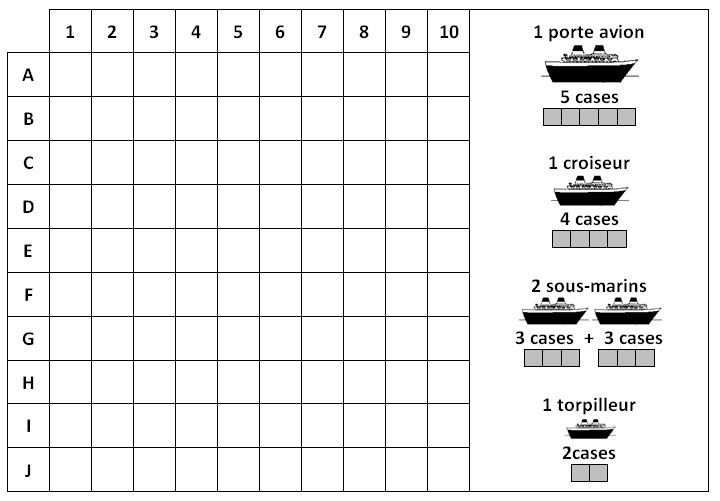 1 2 3 4 5 6 7 8 9 10
A
B
C
D
E
F
G
H
I
J
1 porte avion
5 cases
1 croiseur
4 cases
2 sous-marins
3 cases + 3 cases
1 torpilleur
2cases